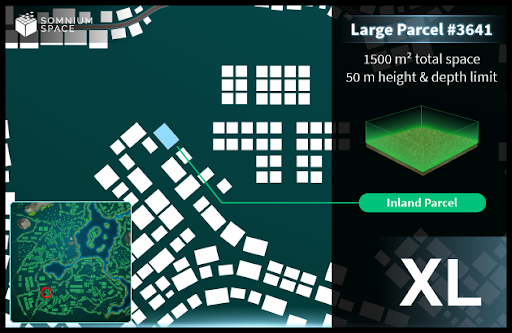 SOMNIUM
SPACE
Large Parcel #3641
1500 m² total space
50 m height & depth limit
Inland Parcel
XL